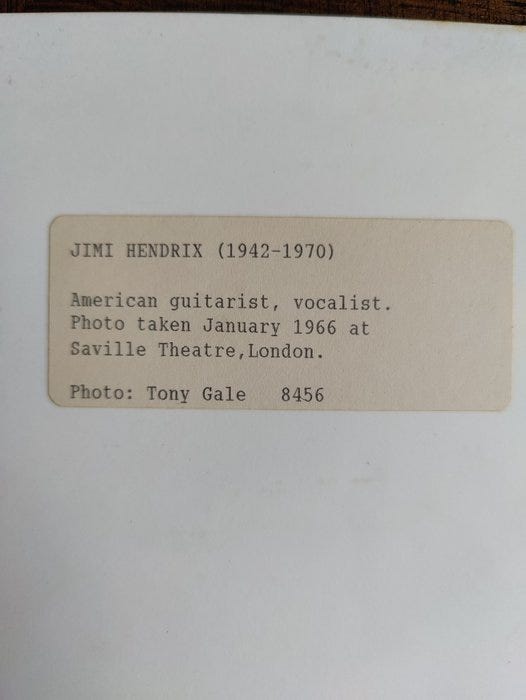 JIMI HENDRIX (1942-1970)
American guitarist, vocalist.
Photo taken January 1966 at
Saville Theatre,London.
Photo: Tony Gale 8456